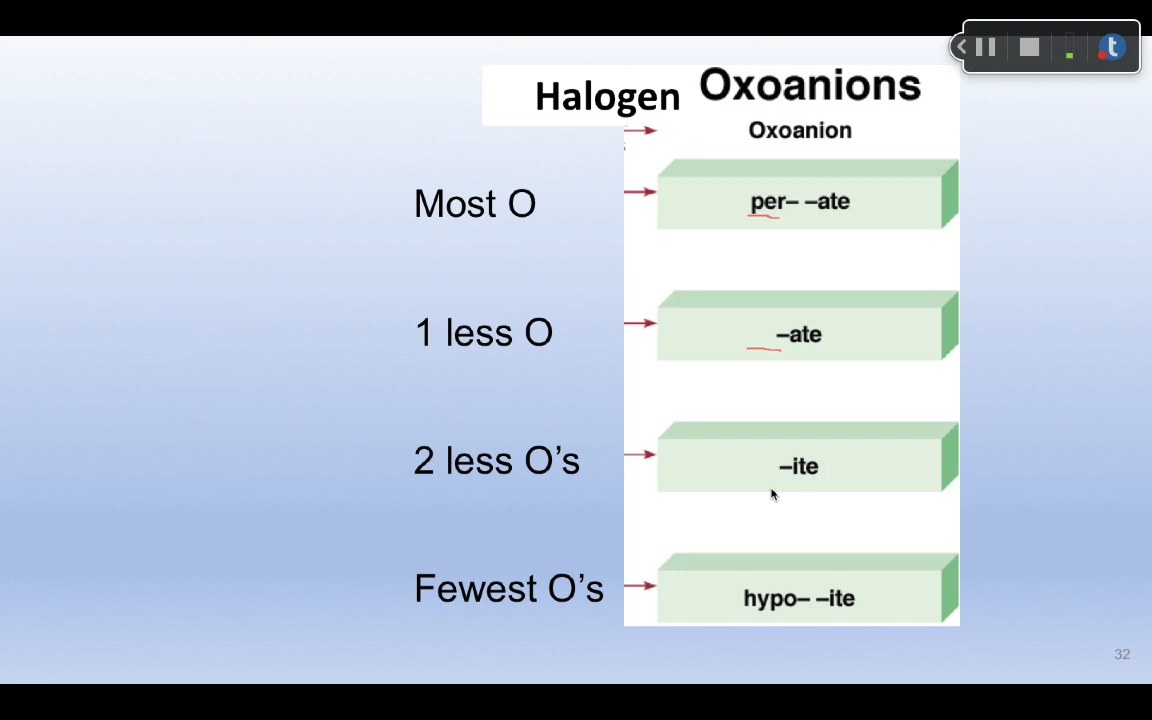 Halogen Oxoanions
Oxoanion
Most O per– –ate
1 less O –ate
2 less O’s –ite
Fewest O’s hypo– –ite
32
t